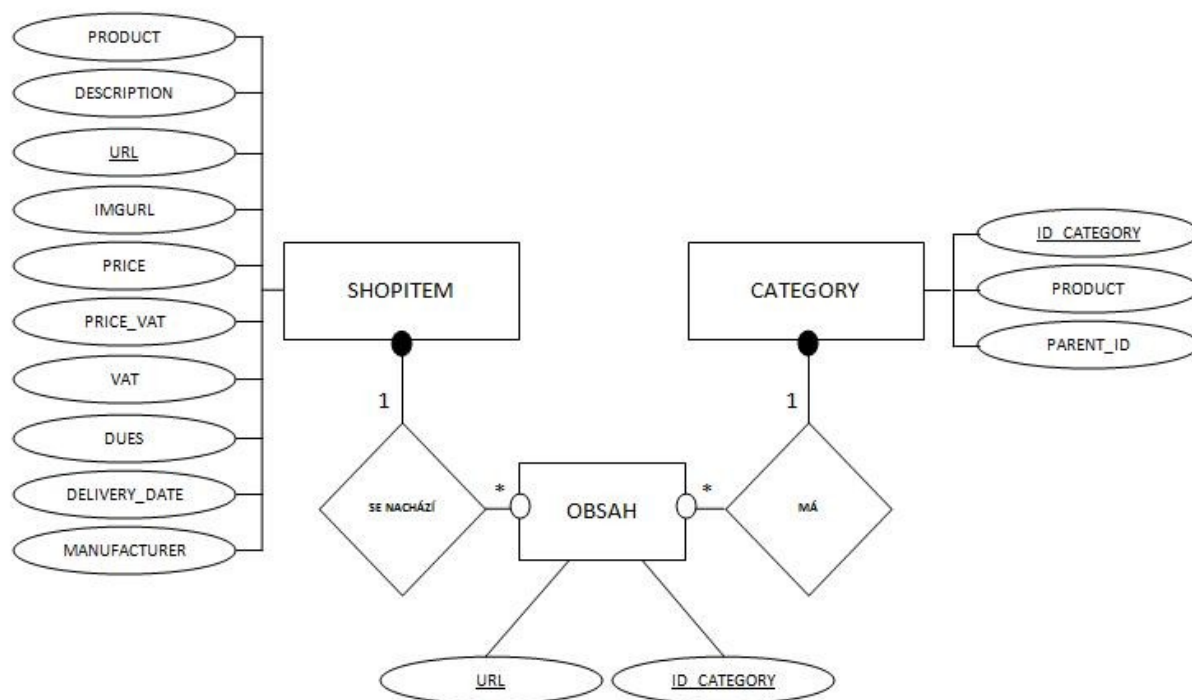 PRODUCT
DESCRIPTION
URL
IMGURL
PRICE
PRICE_VAT
VAT
DUES
DELIVERY_DATE
MANUFACTURER
SHOPITEM
CATEGORY
ID_CATEGORY
PRODUCT
PARENT_ID
1
1
SE NACHÁZÍ
*
OBSAH
*
MÁ
URL
ID_CATEGORY